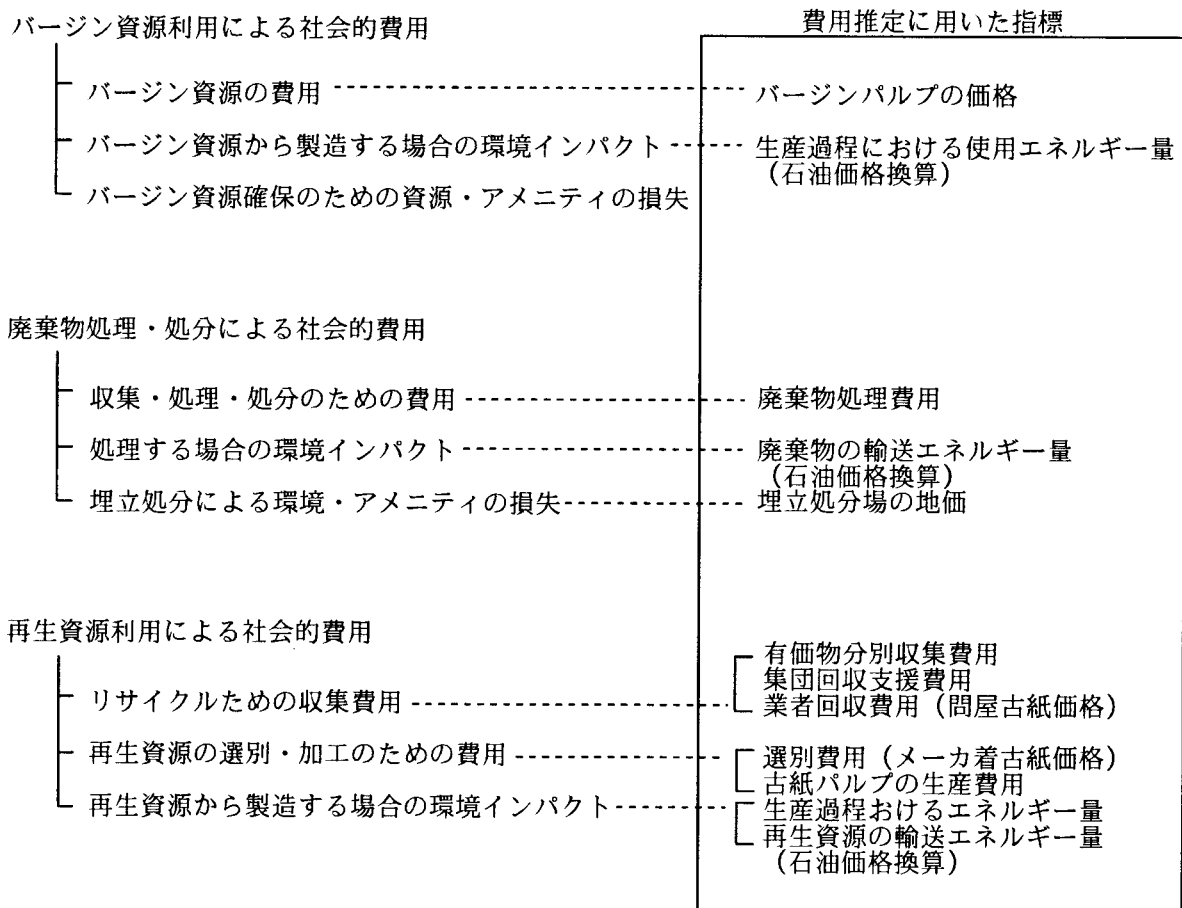 費用推定に用いた指標
バージン資源利用による社会的費用
バージン資源の費用
バージンパルプの価格
バージン資源から製造する場合の環境インパクト
生産過程における使用エネルギー量
(石油価格換算)
バージン資源確保のための資源・アメニティの損失
廃棄物処理・処分による社会的費用
収集・処理・処分のための費用
廃棄物処理費用
処理する場合の環境インパクト
廃棄物の輸送エネルギー量
(石油価格換算)
埋立処分による環境・アメニティの損失
埋立処分場の地価
再生資源利用による社会的費用
リサイクルための収集費用
有価物分別収集費用
集団回収支援費用
業者回収費用(問屋古紙価格)
再生資源の選別・加工のための費用
選別費用(メーカ着古紙価格)
古紙パルプの生産費用
再生資源から製造する場合の環境インパクト
生産過程おけるエネルギー量
再生資源の輸送エネルギー量
(石油価格換算)